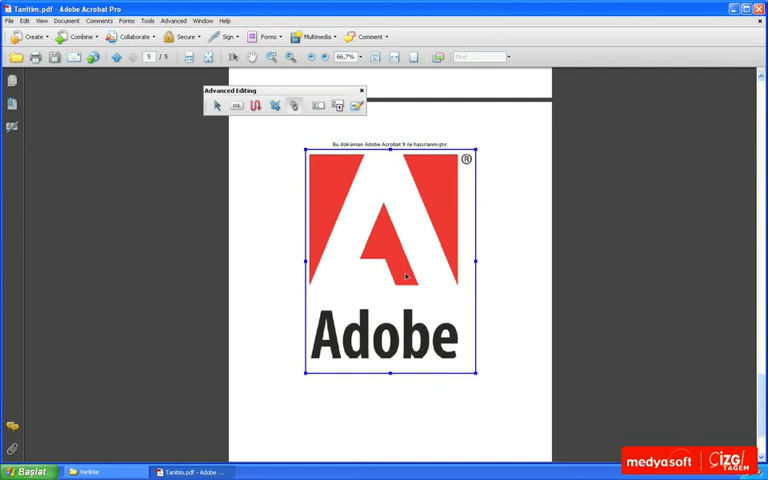 Tanitim.pdf - Adobe Acrobat Pro
File Edit View Document Comments Forms Tools Advanced Window Help
Create Combine Collaborate Secure Sign Forms Multimedia Comment
5 / 5 66,7% Find
Advanced Editing
OK
Bu doküman Adobe Acrobat 9 ile hazırlanmıştır.
®
Adobe
medyasoft ÇİZGİ TAGEM
Başlat Varlıklar Tanitim.pdf - Adobe ...